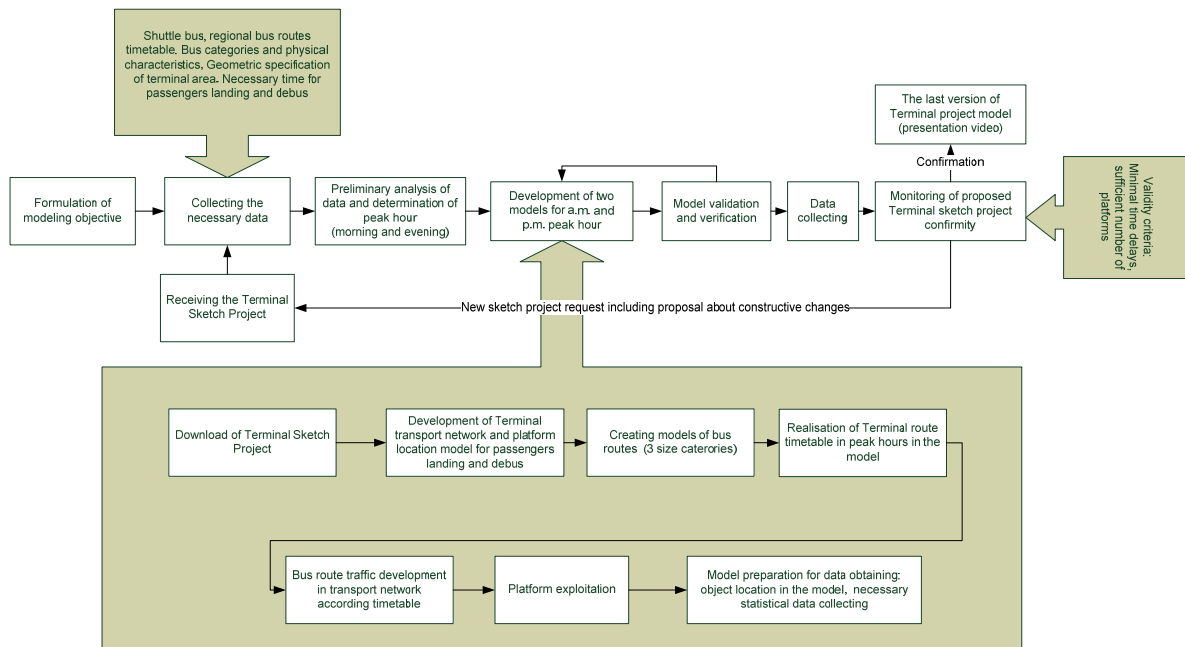 Shuttle bus, regional bus routes
timetable. Bus categories and physical
characteristics, Geometric specification
of terminal area. Necessary time for
passengers landing and debus
The last version of
Terminal project model
(presentation video)
Confirmation
Formulation of
modeling objective
Collecting the
necessary data
Preliminary analysis of
data and determination of
peak hour
(morning and evening)
Development of two
models for a.m. and
p.m. peak hour
Model validation
and verification
Data
collecting
Monitoring of proposed
Terminal sketch project
confirmity
Validity criteria:
Minimal time delays,
sufficient number of
platforms
Receiving the Terminal
Sketch Project
New sketch project request including proposal about constructive changes
Download of Terminal Sketch
Project
Development of Terminal
transport network and platform
location model for passengers
landing and debus
Creating models of bus
routes (3 size caterories)
Realisation of Terminal route
timetable in peak hours in the
model
Bus route traffic development
in transport network
according timetable
Platform exploitation
Model preparation for data obtaining:
object location in the model, necessary
statistical data collecting